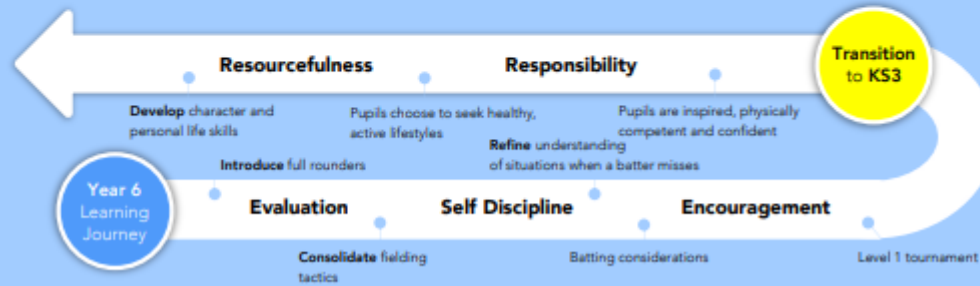 Resourcefulness
Responsibility
Transition
to KS3
Develop character and
personal life skills
Pupils choose to seek healthy,
active lifestyles
Pupils are inspired, physically
competent and confident
Introduce full rounders
Refine understanding
of situations when a batter misses
Year 6
Learning
Journey
Evaluation
Self Discipline
Encouragement
Consolidate fielding
tactics
Batting considerations
Level 1 tournament